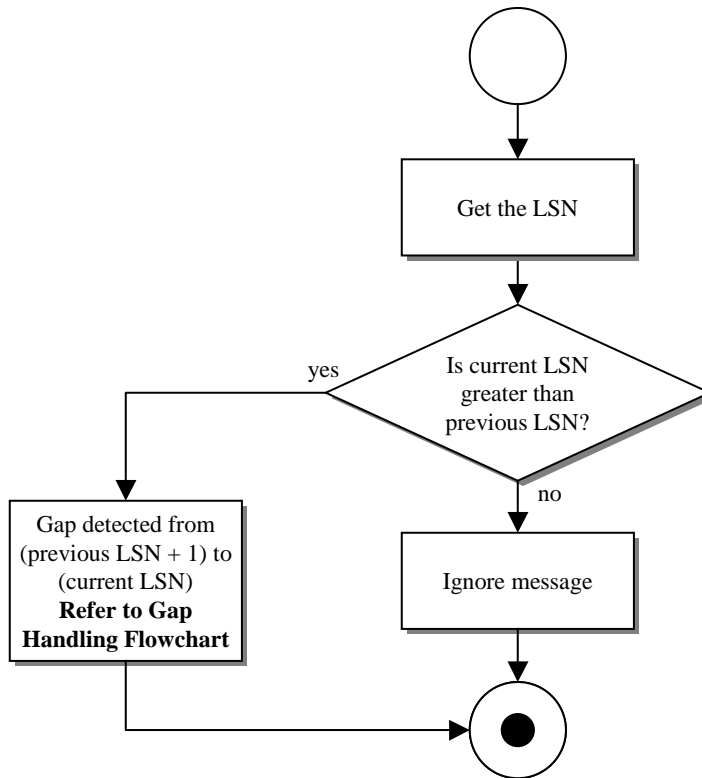 Get the LSN
Is current LSN
greater than
previous LSN?
yes
no
Gap detected from
(previous LSN + 1) to
(current LSN)
Refer to Gap
Handling Flowchart
Ignore message